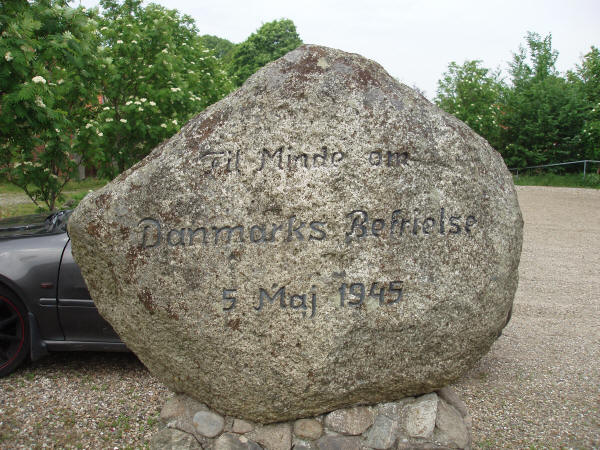 Til Minde om
Danmarks Befrielse
5 Maj 1945